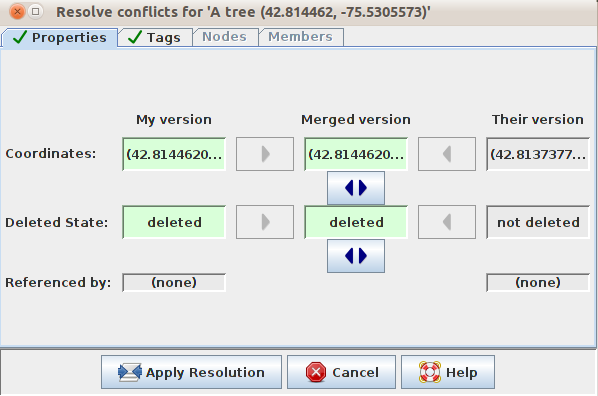 Resolve conflicts for 'A tree (42.814462, -75.5305573)'
Properties Tags Nodes Members
My version Merged version Their version
Coordinates: (42.8144620... (42.8144620... (42.8137377...
Deleted State: deleted deleted not deleted
Referenced by: (none) (none)
Apply Resolution Cancel Help